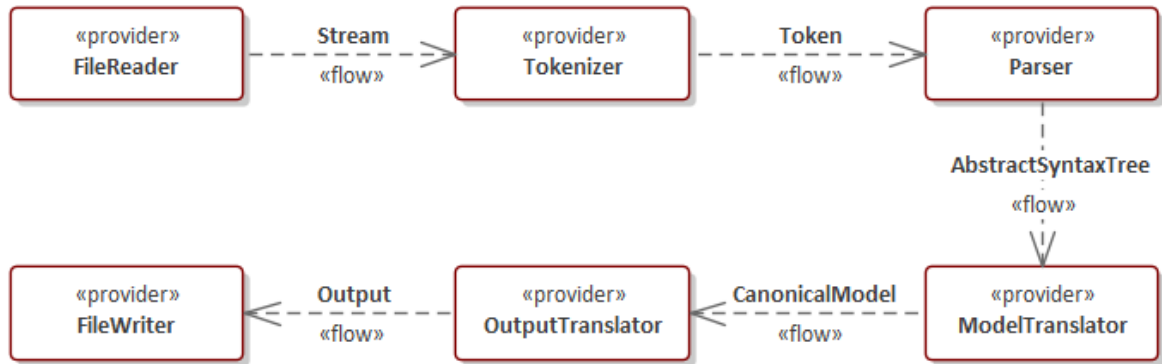 «provider»
FileReader
Stream
«flow»
«provider»
Tokenizer
Token
«flow»
«provider»
Parser
AbstractSyntaxTree
«flow»
«provider»
ModelTranslator
CanonicalModel
«flow»
«provider»
OutputTranslator
Output
«flow»
«provider»
FileWriter